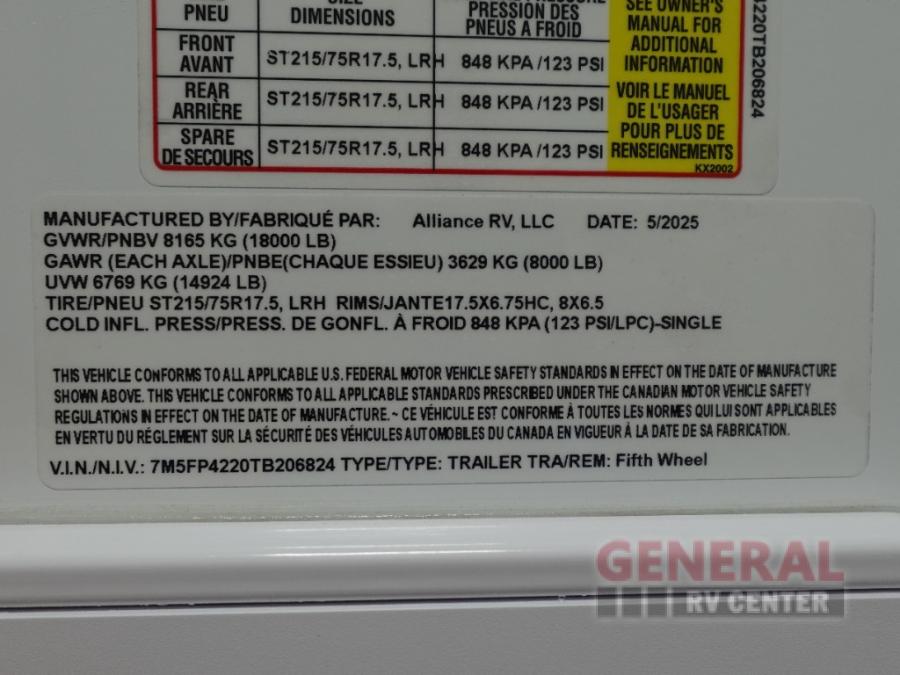 PNEU DIMENSIONS PRESSION DES PNEUS A FROID
SEE OWNER'S
MANUAL FOR
ADDITIONAL
INFORMATION
FRONT AVANT ST215/75R17.5, LRH 848 KPA /123 PSI
REAR ARRIÈRE ST215/75R17.5, LRH 848 KPA /123 PSI
SPARE DE SECOURS ST215/75R17.5, LRH 848 KPA /123 PSI
VOIR LE MANUEL
DE L'USAGER
POUR PLUS DE
RENSEIGNEMENTS
KX2002
4220TB206824
MANUFACTURED BY/FABRIQUÉ PAR: Alliance RV, LLC DATE: 5/2025
GVWR/PNBV 8165 KG (18000 LB)
GAWR (EACH AXLE)/PNBE(CHAQUE ESSIEU) 3629 KG (8000 LB)
UVW 6769 KG (14924 LB)
TIRE/PNEU ST215/75R17.5, LRH RIMS/JANTE17.5X6.75HC, 8X6.5
COLD INFL. PRESS/PRESS. DE GONFL. À FROID 848 KPA (123 PSI/LPC)-SINGLE
THIS VEHICLE CONFORMS TO ALL APPLICABLE U.S. FEDERAL MOTOR VEHICLE SAFETY STANDARDS IN EFFECT ON THE DATE OF MANUFACTURE
SHOWN ABOVE. THIS VEHICLE CONFORMS TO ALL APPLICABLE STANDARDS PRESCRIBED UNDER THE CANADIAN MOTOR VEHICLE SAFETY
REGULATIONS IN EFFECT ON THE DATE OF MANUFACTURE. ~ CE VÉHICULE EST CONFORME À TOUTES LES NORMES QUI LUI SONT APPLICABLES
EN VERTU DU RÉGLEMENT SUR LA SÉCURITÉ DES VÉHICULES AUTOMOBILES DU CANADA EN VIGUEUR À LA DATE DE SA FABRICATION.
V.I.N./N.I.V.: 7M5FP4220TB206824 TYPE/TYPE: TRAILER TRA/REM: Fifth Wheel
GENERAL
RV CENTER